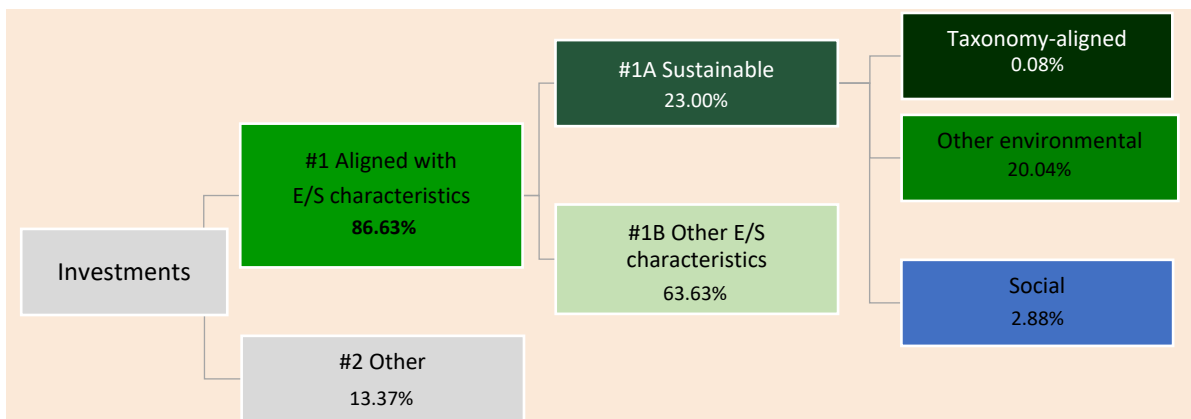 Investments
#1 Aligned with
E/S characteristics
86.63%
#2 Other
13.37%
#1A Sustainable
23.00%
#1B Other E/S
characteristics
63.63%
Taxonomy-aligned
0.08%
Other environmental
20.04%
Social
2.88%